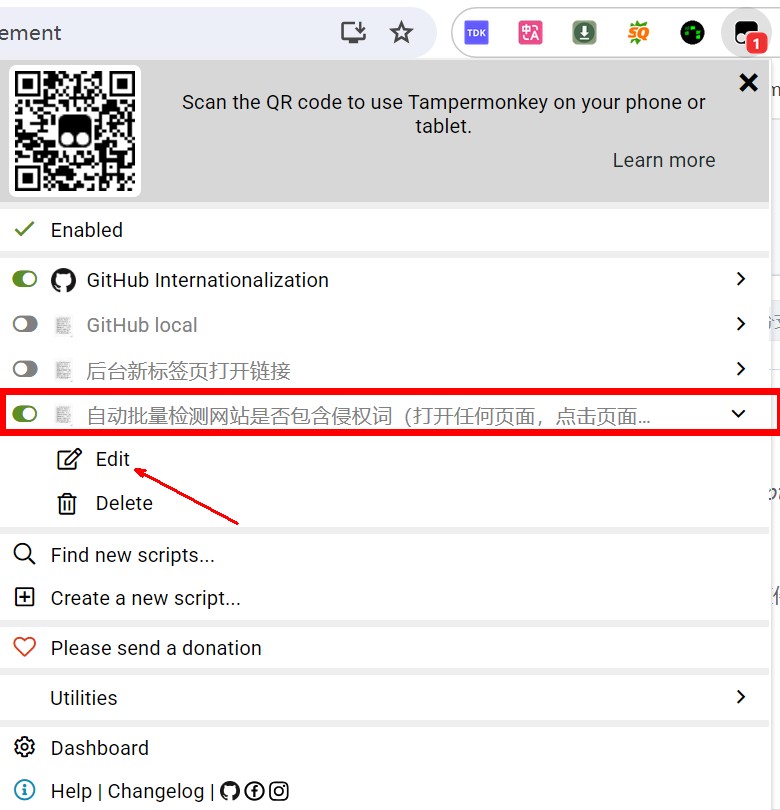 ement
TDK
中
A
SQ
1
Scan the QR code to use Tampermonkey on your phone or
tablet.
Learn more
Enabled
GitHub Internationalization
GitHub local
后台新标签页打开链接
自动批量检测网站是否包含侵权词（打开任何页面，点击页面...
Edit
Delete
Find new scripts...
Create a new script...
Please send a donation
Utilities
Dashboard
Help | Changelog |